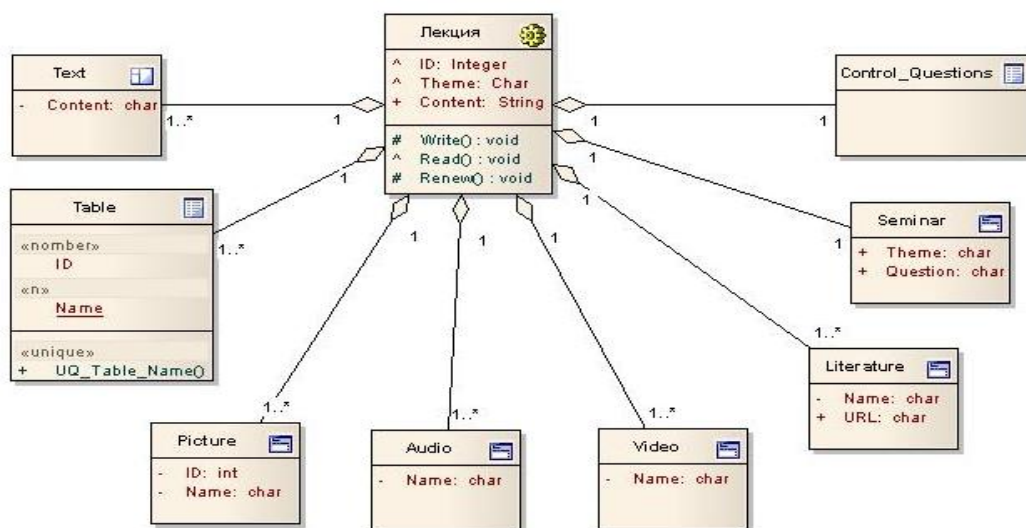 Лекция
^ ID: Integer
^ Theme: Char
+ Content: String
# Write() : void
^ Read() : void
# Renew() : void
Text
- Content: char
1..*
1
Control_Questions
1
1
Table
«nomber»
ID
«n»
Name
«unique»
+ UQ_Table_Name()
1..*
1
Seminar
+ Theme: char
+ Question: char
1
1
Literature
- Name: char
+ URL: char
1
1..*
Picture
- ID: int
- Name: char
1
1..*
Audio
- Name: char
1
1..*
Video
- Name: char
1
1..*